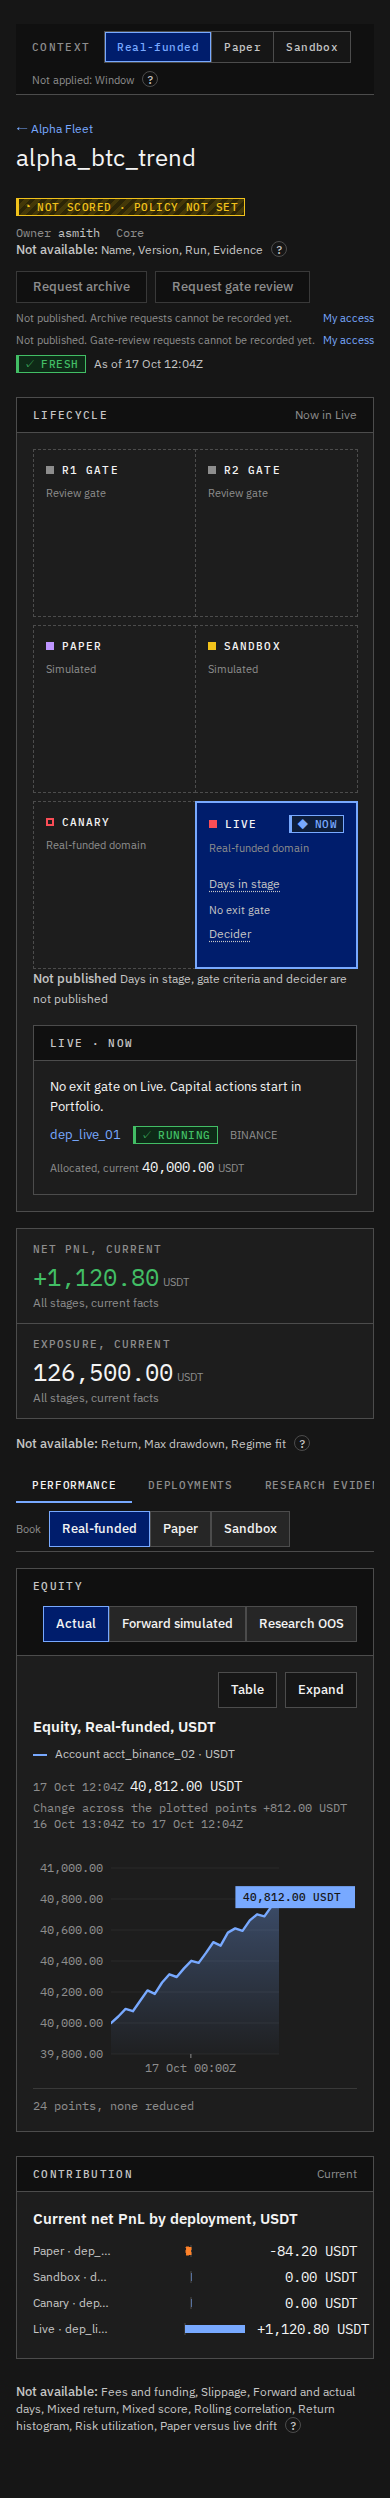 CONTEXT Real-funded Paper Sandbox
Not applied: Window ?
← Alpha Fleet
alpha_btc_trend
NOT SCORED · POLICY NOT SET
Owner asmith Core
Not available: Name, Version, Run, Evidence ?
Request archive Request gate review
Not published. Archive requests cannot be recorded yet. My access
Not published. Gate-review requests cannot be recorded yet. My access
✓ FRESH As of 17 Oct 12:04Z
LIFECYCLE Now in Live
R1 GATE R2 GATE
Review gate Review gate
PAPER SANDBOX
Simulated Simulated
CANARY LIVE ◆ NOW
Real-funded domain Real-funded domain
Days in stage
No exit gate
Decider
Not published Days in stage, gate criteria and decider are
not published
LIVE · NOW
No exit gate on Live. Capital actions start in
Portfolio.
dep_live_01 ✓ RUNNING BINANCE
Allocated, current 40,000.00 USDT
NET PNL, CURRENT
+1,120.80 USDT
All stages, current facts
EXPOSURE, CURRENT
126,500.00 USDT
All stages, current facts
Not available: Return, Max drawdown, Regime fit ?
PERFORMANCE DEPLOYMENTS RESEARCH EVIDE
Book Real-funded Paper Sandbox
EQUITY
Actual Forward simulated Research OOS
Table Expand
Equity, Real-funded, USDT
Account acct_binance_02 · USDT
17 Oct 12:04Z 40,812.00 USDT
Change across the plotted points +812.00 USDT
16 Oct 13:04Z to 17 Oct 12:04Z
41,000.00
40,800.00 40,812.00 USDT
40,600.00
40,400.00
40,200.00
40,000.00
39,800.00
17 Oct 00:00Z
24 points, none reduced
CONTRIBUTION Current
Current net PnL by deployment, USDT
Paper · dep_... -84.20 USDT
Sandbox · d... 0.00 USDT
Canary · dep... 0.00 USDT
Live · dep_li... +1,120.80 USDT
Not available: Fees and funding, Slippage, Forward and actual
days, Mixed return, Mixed score, Rolling correlation, Return
histogram, Risk utilization, Paper versus live drift ?